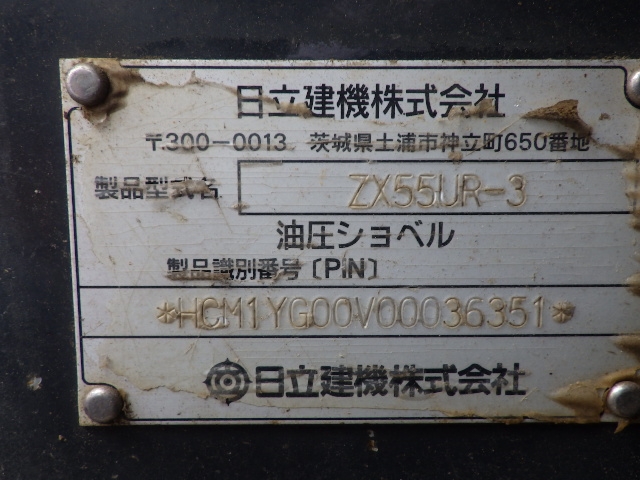 日立建機株式会社
〒300-0013 茨城県土浦市神立町650番地
製品型式名 ZX55UR-3
油圧ショベル
製品識別番号〔PIN〕
*HCM1YG00V00036351*
日立建機株式会社